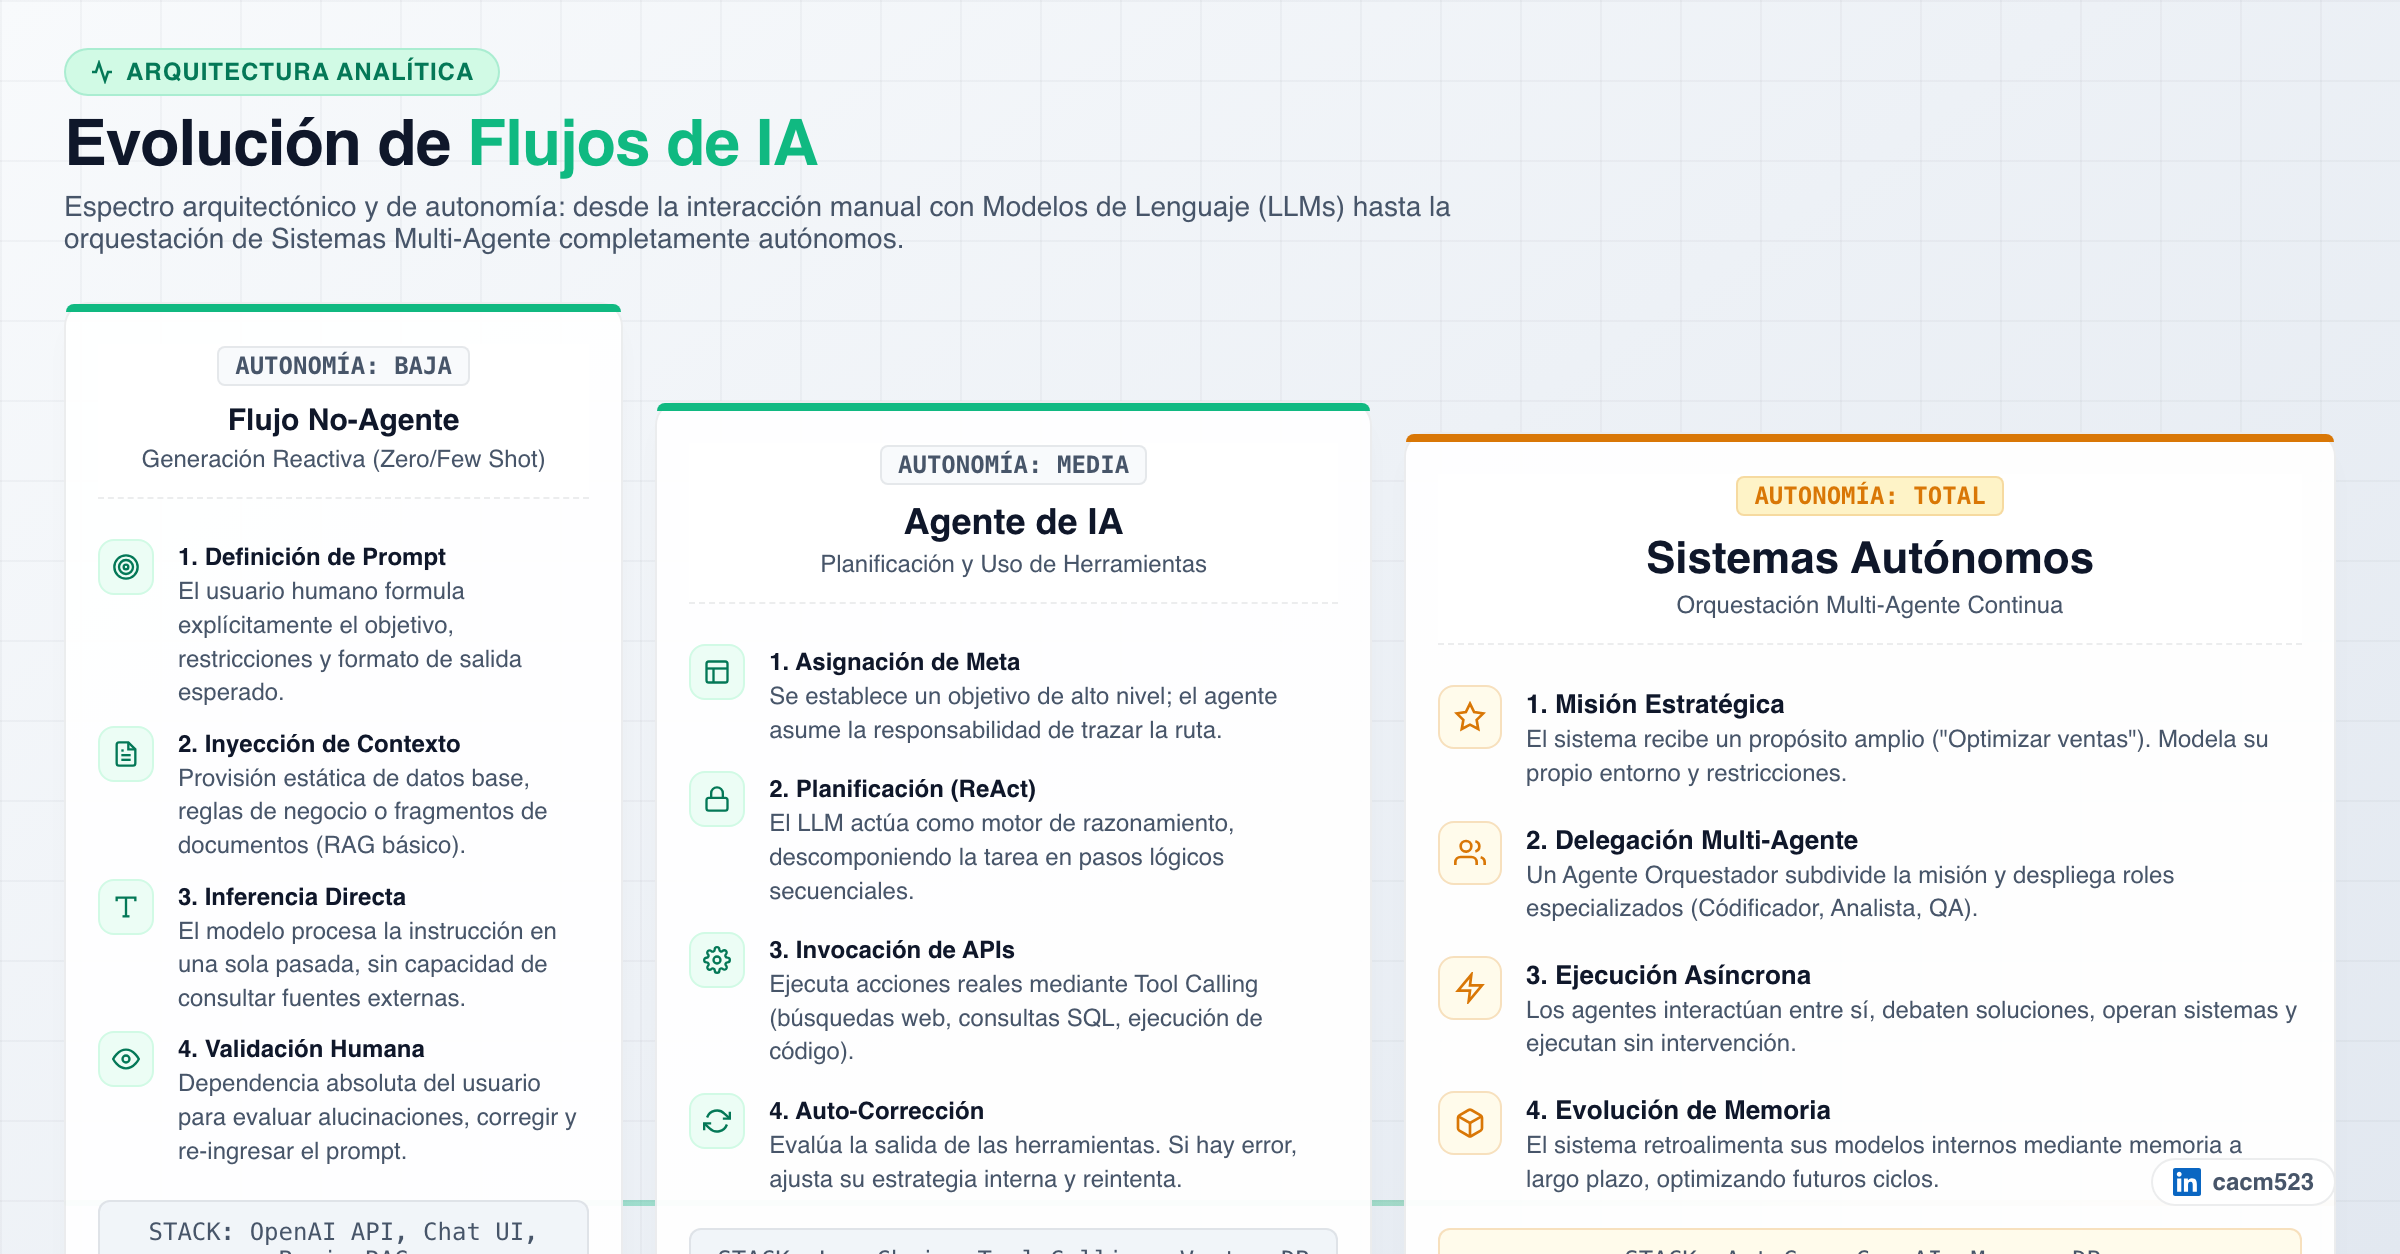 ARQUITECTURA ANALÍTICA
Evolución de Flujos de IA
Espectro arquitectónico y de autonomía: desde la interacción manual con Modelos de Lenguaje (LLMs) hasta la
orquestación de Sistemas Multi-Agente completamente autónomos.
AUTONOMÍA: BAJA
Flujo No-Agente
Generación Reactiva (Zero/Few Shot)
1. Definición de Prompt
El usuario humano formula
explícitamente el objetivo,
restricciones y formato de salida
esperado.
2. Inyección de Contexto
Provisión estática de datos base,
reglas de negocio o fragmentos de
documentos (RAG básico).
3. Inferencia Directa
El modelo procesa la instrucción en
una sola pasada, sin capacidad de
consultar fuentes externas.
4. Validación Humana
Dependencia absoluta del usuario
para evaluar alucinaciones, corregir y
re-ingresar el prompt.
STACK: OpenAI API, Chat UI,
AUTONOMÍA: MEDIA
Agente de IA
Planificación y Uso de Herramientas
1. Asignación de Meta
Se establece un objetivo de alto nivel; el agente
asume la responsabilidad de trazar la ruta.
2. Planificación (ReAct)
El LLM actúa como motor de razonamiento,
descomponiendo la tarea en pasos lógicos
secuenciales.
3. Invocación de APIs
Ejecuta acciones reales mediante Tool Calling
(búsquedas web, consultas SQL, ejecución de
código).
4. Auto-Corrección
Evalúa la salida de las herramientas. Si hay error,
ajusta su estrategia interna y reintenta.
AUTONOMÍA: TOTAL
Sistemas Autónomos
Orquestación Multi-Agente Continua
1. Misión Estratégica
El sistema recibe un propósito amplio ("Optimizar ventas"). Modela su
propio entorno y restricciones.
2. Delegación Multi-Agente
Un Agente Orquestador subdivide la misión y despliega roles
especializados (Códificador, Analista, QA).
3. Ejecución Asíncrona
Los agentes interactúan entre sí, debaten soluciones, operan sistemas y
ejecutan sin intervención.
4. Evolución de Memoria
El sistema retroalimenta sus modelos internos mediante memoria a
largo plazo, optimizando futuros ciclos.
in cacm523